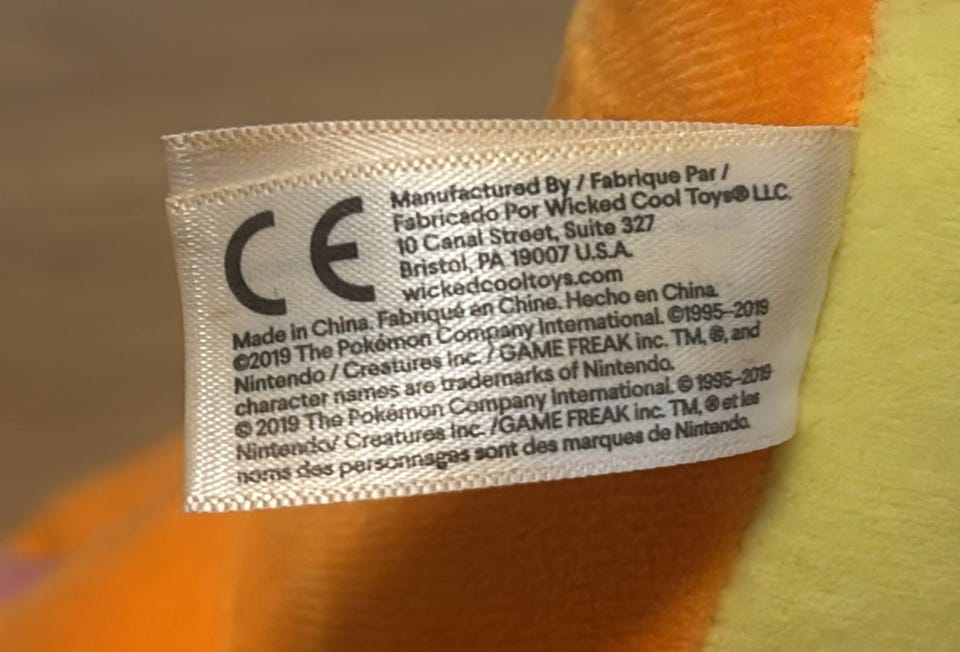 CE
Manufactured By / Fabrique Par /
Fabricado Por Wicked Cool Toys® LLC.
10 Canal Street, Suite 327
Bristol, PA 19007 U.S.A.
wickedcooltoys.com
Made in China. Fabriqué en Chine. Hecho en China.
©2019 The Pokémon Company International. ©1995–2019
Nintendo / Creatures Inc. / GAME FREAK inc. TM, ®, and
character names are trademarks of Nintendo.
© 2019 The Pokémon Company International. © 1995–2019
Nintendo/ Creatures Inc. /GAME FREAK inc. TM, ® et les
noms des personnages sont des marques de Nintendo.